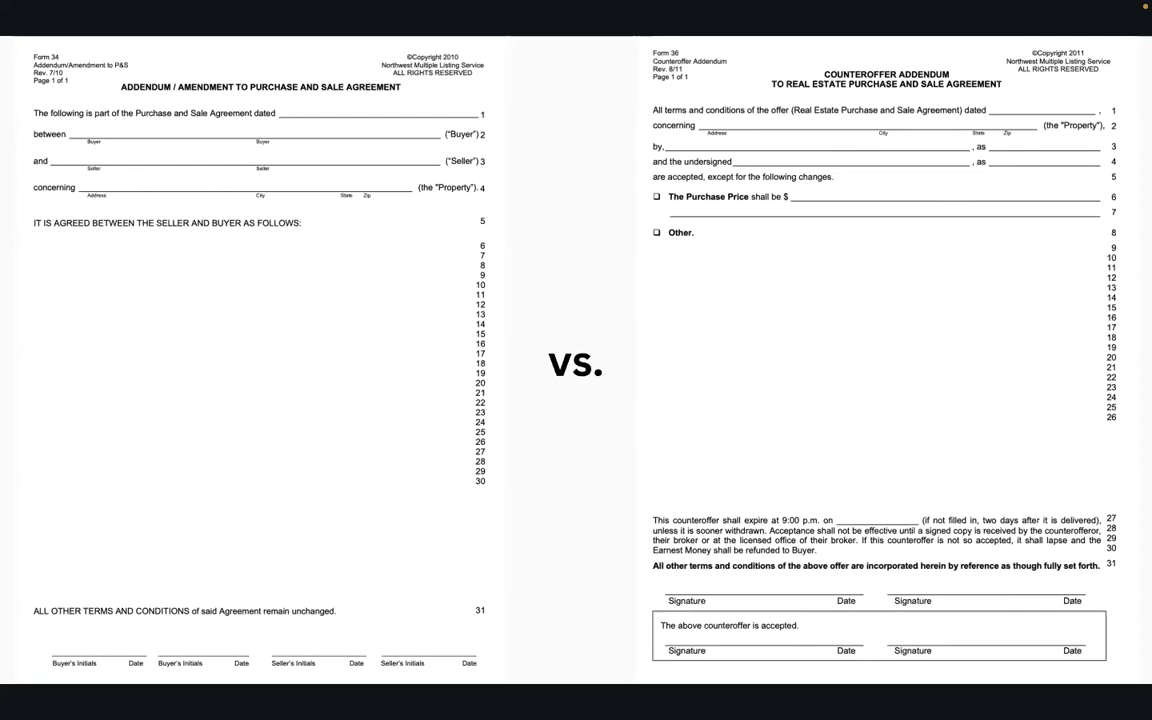 Form 34
Addendum/Amendment to P&S
Rev. 7/10
Page 1 of 1
©Copyright 2010
Northwest Multiple Listing Service
ALL RIGHTS RESERVED
ADDENDUM / AMENDMENT TO PURCHASE AND SALE AGREEMENT
The following is part of the Purchase and Sale Agreement dated 1
between ("Buyer") 2
Buyer Buyer
and ("Seller") 3
Seller Seller
concerning (the "Property"). 4
Address City State Zip
IT IS AGREED BETWEEN THE SELLER AND BUYER AS FOLLOWS: 5
6
7
8
9
10
11
12
13
14
15
16
17
18
19
20
21
22
23
24
25
26
27
28
29
30
ALL OTHER TERMS AND CONDITIONS of said Agreement remain unchanged. 31
Buyer's Initials Date Buyer's Initials Date Seller's Initials Date Seller's Initials Date
vs.
Form 36
Counteroffer Addendum
Rev. 8/11
Page 1 of 1
©Copyright 2011
Northwest Multiple Listing Service
ALL RIGHTS RESERVED
COUNTEROFFER ADDENDUM
TO REAL ESTATE PURCHASE AND SALE AGREEMENT
All terms and conditions of the offer (Real Estate Purchase and Sale Agreement) dated , 1
concerning (the "Property"), 2
Address City State Zip
by, , as 3
and the undersigned , as 4
are accepted, except for the following changes. 5
❑ The Purchase Price shall be $ 6
7
❑ Other. 8
9
10
11
12
13
14
15
16
17
18
19
20
21
22
23
24
25
26
This counteroffer shall expire at 9:00 p.m. on (if not filled in, two days after it is delivered), 27
unless it is sooner withdrawn. Acceptance shall not be effective until a signed copy is received by the counterofferor, 28
their broker or at the licensed office of their broker. If this counteroffer is not so accepted, it shall lapse and the 29
Earnest Money shall be refunded to Buyer. 30
All other terms and conditions of the above offer are incorporated herein by reference as though fully set forth. 31
Signature Date Signature Date
The above counteroffer is accepted.
Signature Date Signature Date